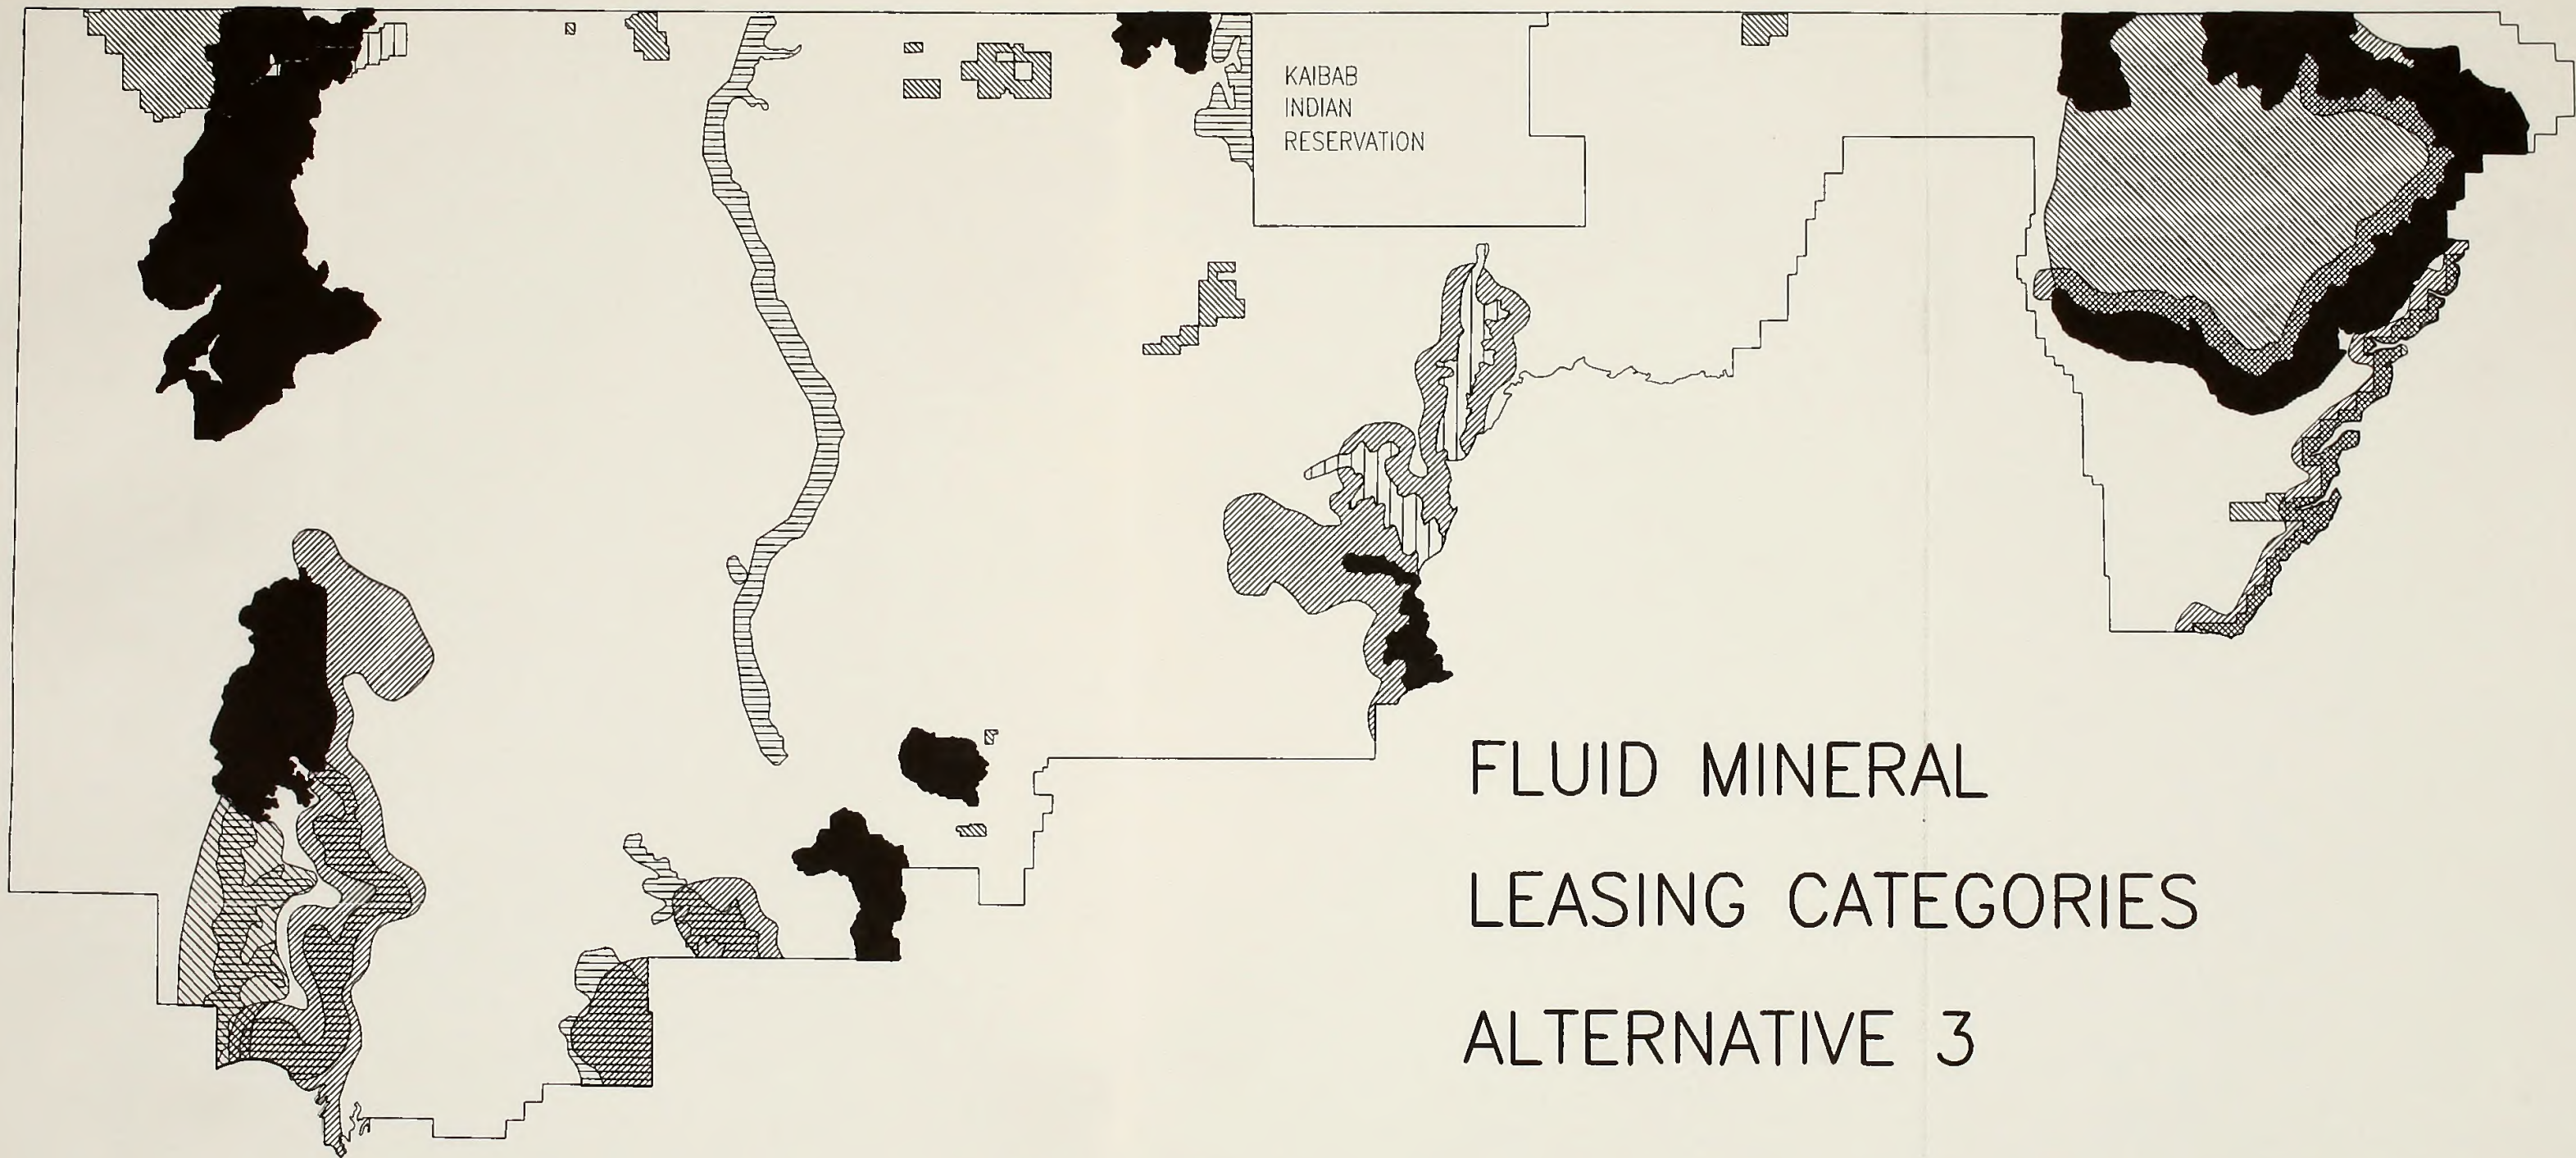 KAIBAB
INDIAN
RESERVATION
FLUID MINERAL
LEASING CATEGORIES
ALTERNATIVE 3